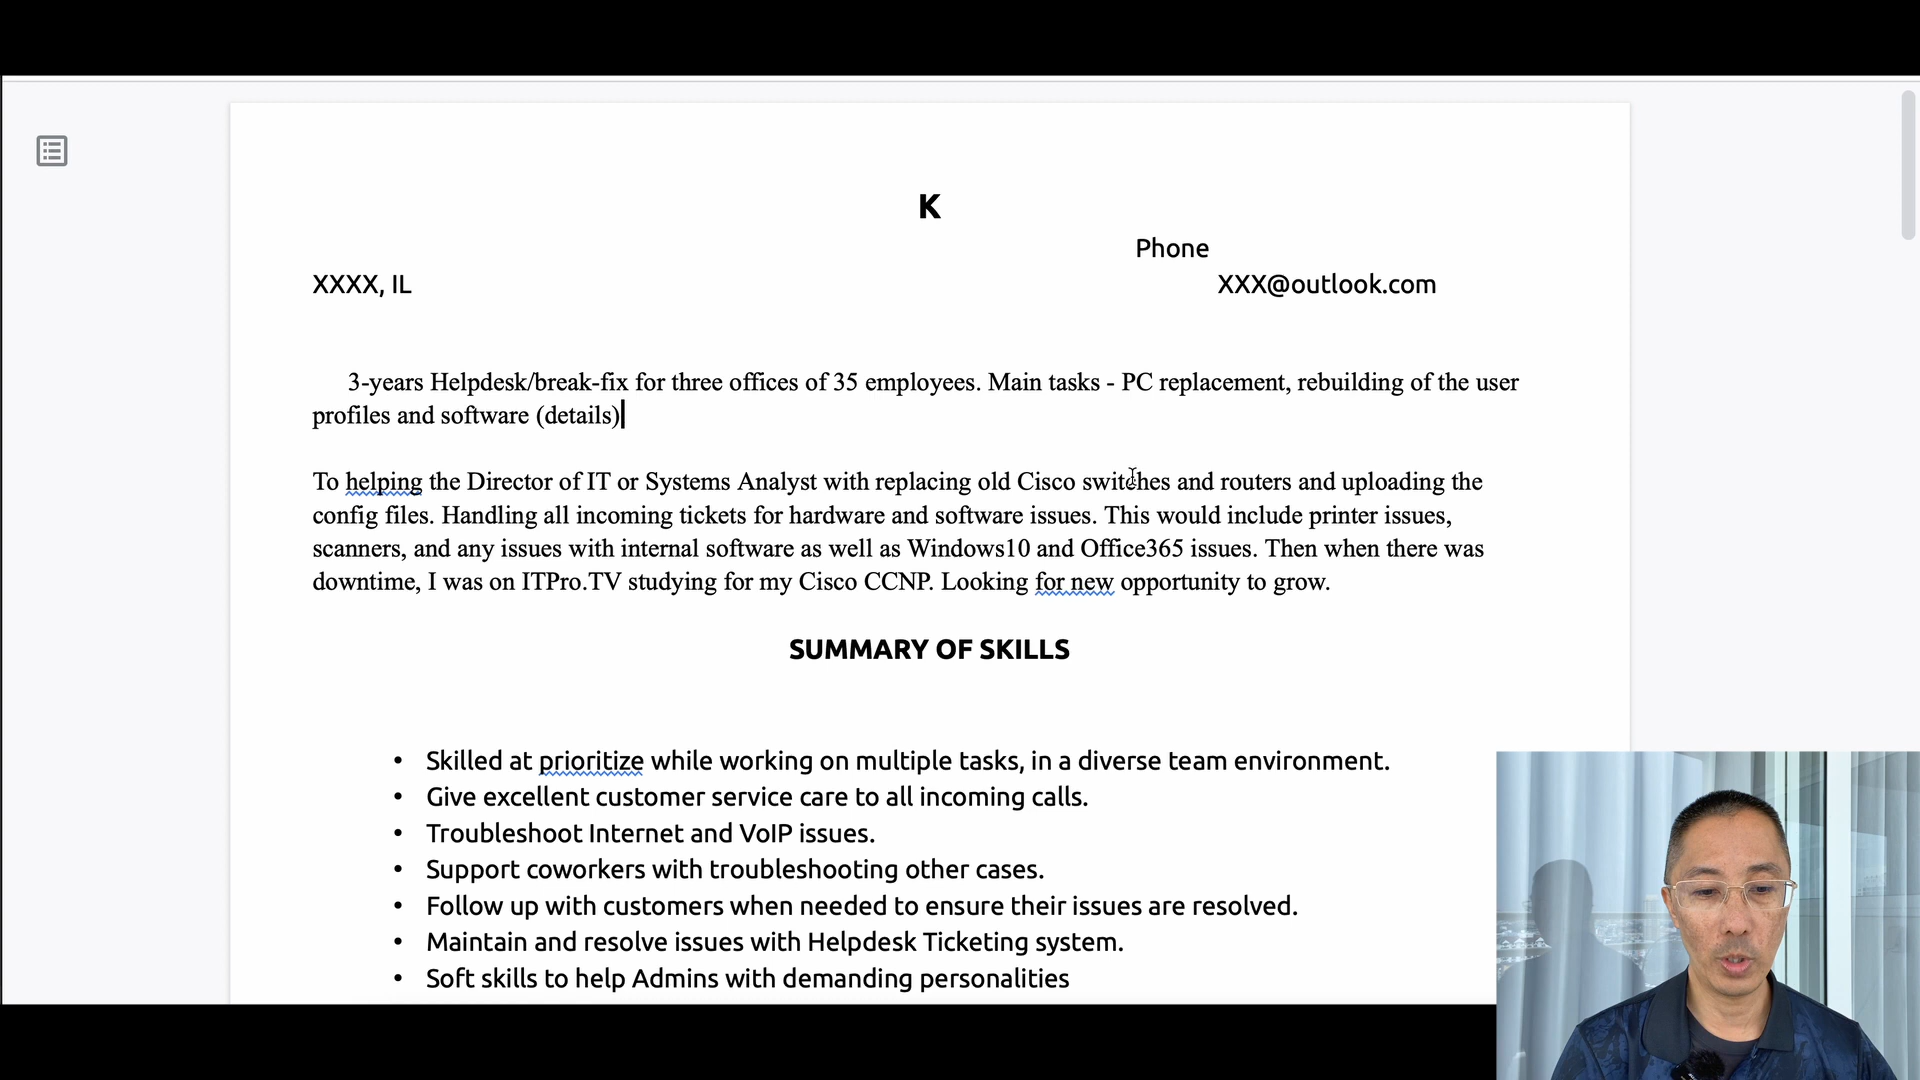 K
Phone
XXXX, IL XXX@outlook.com
3-years Helpdesk/break-fix for three offices of 35 employees. Main tasks - PC replacement, rebuilding of the user
profiles and software (details)
To helping the Director of IT or Systems Analyst with replacing old Cisco switches and routers and uploading the
config files. Handling all incoming tickets for hardware and software issues. This would include printer issues,
scanners, and any issues with internal software as well as Windows10 and Office365 issues. Then when there was
downtime, I was on ITPro.TV studying for my Cisco CCNP. Looking for new opportunity to grow.
SUMMARY OF SKILLS
• Skilled at prioritize while working on multiple tasks, in a diverse team environment.
• Give excellent customer service care to all incoming calls.
• Troubleshoot Internet and VoIP issues.
• Support coworkers with troubleshooting other cases.
• Follow up with customers when needed to ensure their issues are resolved.
• Maintain and resolve issues with Helpdesk Ticketing system.
• Soft skills to help Admins with demanding personalities